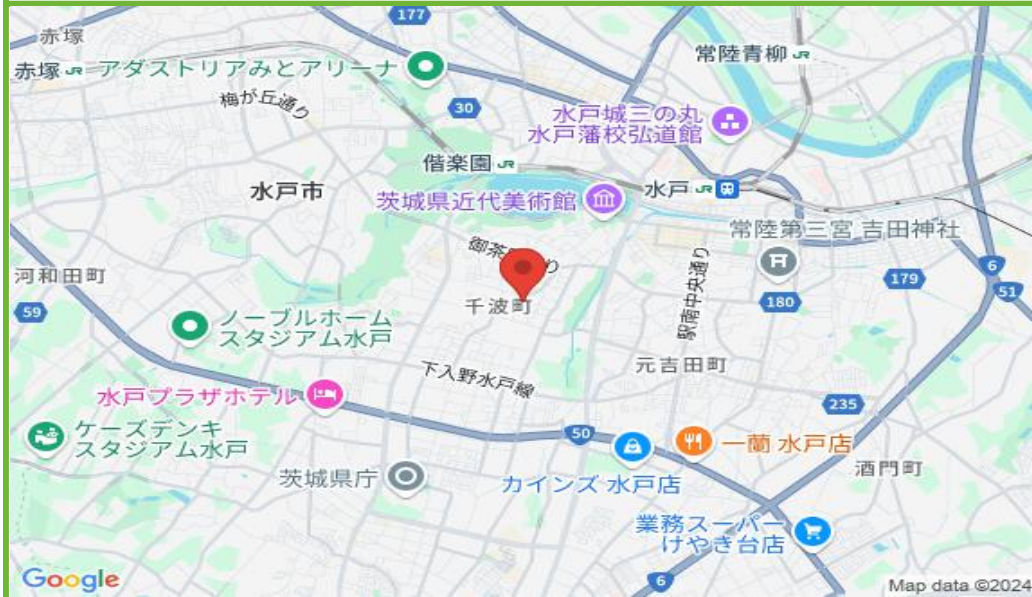 177
赤塚
常陸青柳 JR
赤塚 JR
アダストリアみとアリーナ
梅が丘通り
30
水戸城三の丸
水戸藩校弘道館
偕楽園 JR
水戸市
茨城県近代美術館
水戸 JR
常陸第三宮 吉田神社
御茶
り
河和田町
6
179
51
59
千波町
180
駅南中央通り
ノーブルホーム
スタジアム水戸
元吉田町
下入野水戸線
水戸プラザホテル
235
ケーズデンキ
スタジアム水戸
50
一蘭 水戸店
茨城県庁
カインズ 水戸店
酒門町
業務スーパー
けやき台店
6
Google
Map data ©2024